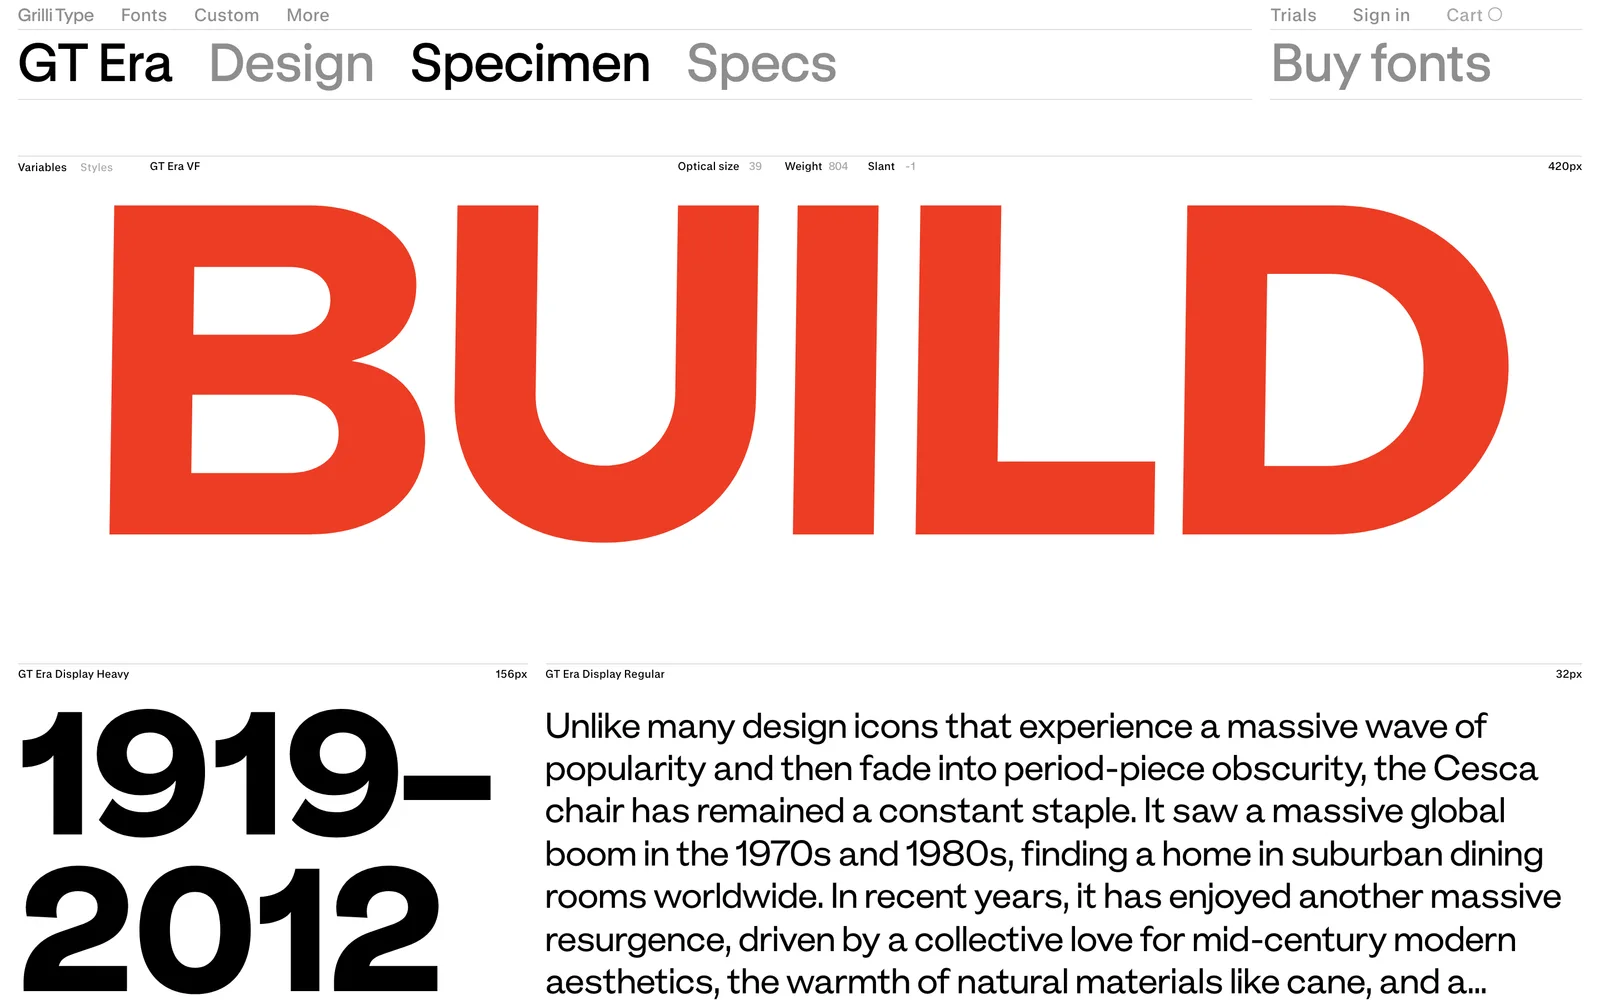 Grilli Type Fonts Custom More Trials Sign in Cart
GT Era Design Specimen Specs Buy fonts
Variables Styles GT Era VF Optical size 39 Weight 804 Slant -1 420px
BUILD
GT Era Display Heavy 156px
1919–
2012
GT Era Display Regular 32px
Unlike many design icons that experience a massive wave of
popularity and then fade into period-piece obscurity, the Cesca
chair has remained a constant staple. It saw a massive global
boom in the 1970s and 1980s, finding a home in suburban dining
rooms worldwide. In recent years, it has enjoyed another massive
resurgence, driven by a collective love for mid-century modern
aesthetics, the warmth of natural materials like cane, and a...